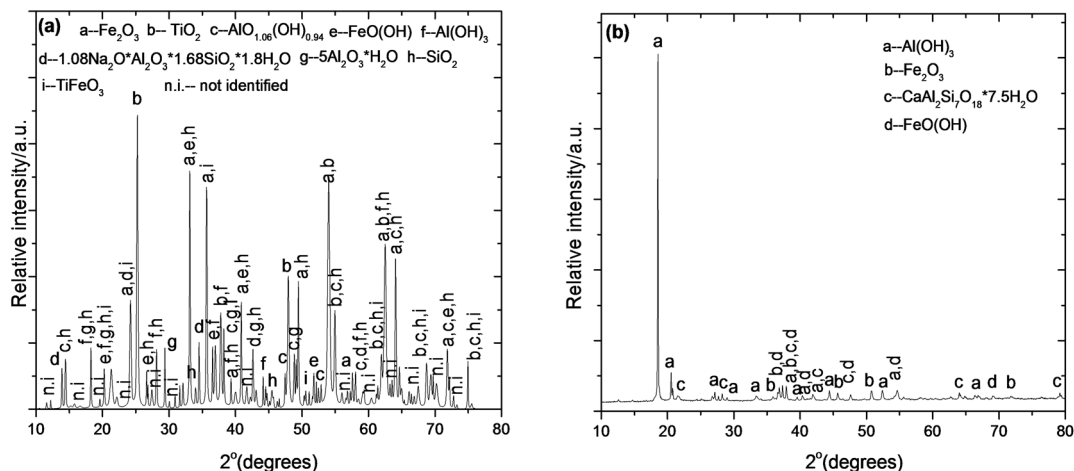 (a)
a--Fe₂O₃ b-- TiO₂ c--AlO₁.₀₆(OH)₀.₉₄ e--FeO(OH) f--Al(OH)₃
d--1.08Na₂O*Al₂O₃*1.68SiO₂*1.8H₂O g--5Al₂O₃*H₂O h--SiO₂
i--TiFeO₃ n.i.-- not identified
Relative intensity/a.u.
n.i
d
c,h
n.i
f,g,h
n.i
e,f,g,h,i
n.i
a,d,i
b
e,h
f,h
g
n.i
a,e,h
h
d
a,i
e,f
b,f
a,f,h
c,g,i
a,e,h
n.i
d,g,h
f
h
c
b
c,g
a,h
i
e
c
a,b
b,c,h
n.i
a
c,d,f,h
n.i
b,c,h,i
a,b,f,h
n.i
a,c,h
b,c,h,i
n.i
a,c,e,h
n.i
b,c,h,i
10 20 30 40 50 60 70 80
2°(degrees)
(b)
a--Al(OH)₃
b--Fe₂O₃
c--CaAl₂Si₇O₁₈*7.5H₂O
d--FeO(OH)
Relative intensity/a.u.
a
a
c
a
c
a
a
b
b,d
a,b,c,d
a,d
a,c
a
b
c,d
b
a
a,d
c
a
d
b
c
10 20 30 40 50 60 70 80
2°(degrees)